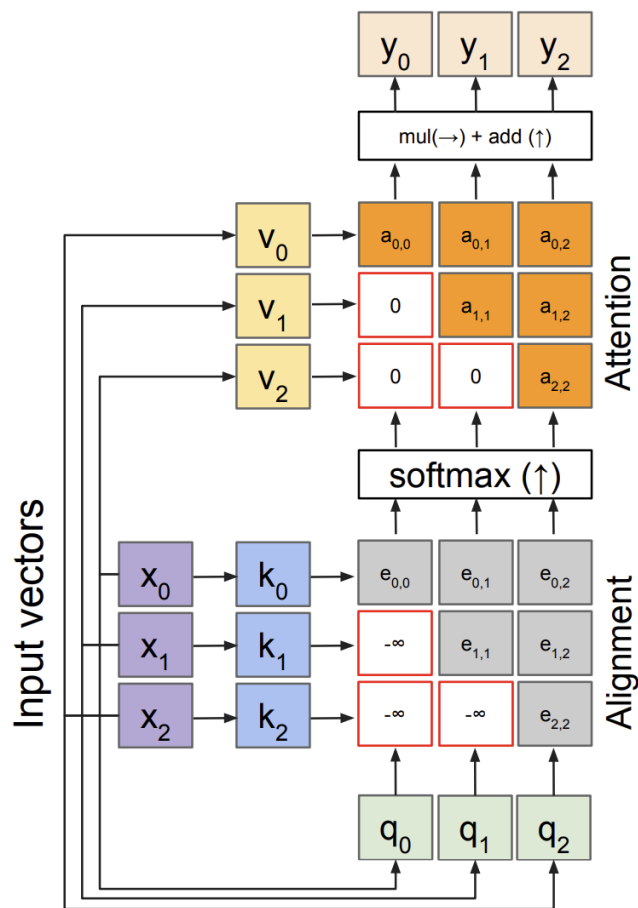 y₀ y₁ y₂
mul(→) + add (↑)
v₀ a₀,₀ a₀,₁ a₀,₂
v₁ 0 a₁,₁ a₁,₂
v₂ 0 0 a₂,₂
Attention
softmax (↑)
Input vectors
x₀ k₀ e₀,₀ e₀,₁ e₀,₂
x₁ k₁ -∞ e₁,₁ e₁,₂
x₂ k₂ -∞ -∞ e₂,₂
Alignment
q₀ q₁ q₂